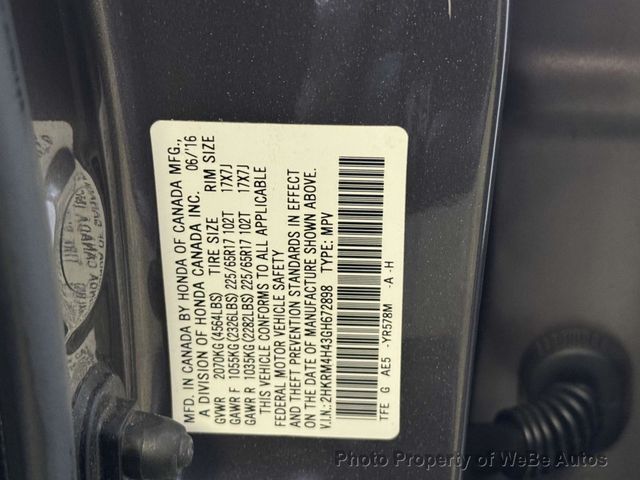 MFD. IN CANADA BY HONDA OF CANADA MFG.,
A DIVISION OF HONDA CANADA INC. 06/'16
GVWR 2070KG (4564LBS) TIRE SIZE RIM SIZE
GAWR F 1055KG (2326LBS) 225/65R17 102T 17X7J
GAWR R 1035KG (2282LBS) 225/65R17 102T 17X7J
THIS VEHICLE CONFORMS TO ALL APPLICABLE
FEDERAL MOTOR VEHICLE SAFETY
AND THEFT PREVENTION STANDARDS IN EFFECT
ON THE DATE OF MANUFACTURE SHOWN ABOVE.
V.I.N.:2HKRM4H43GH672898 TYPE: MPV
TFE G AE5 -YR578M -A -H
CANADA INC
Photo Property of WeBe Autos